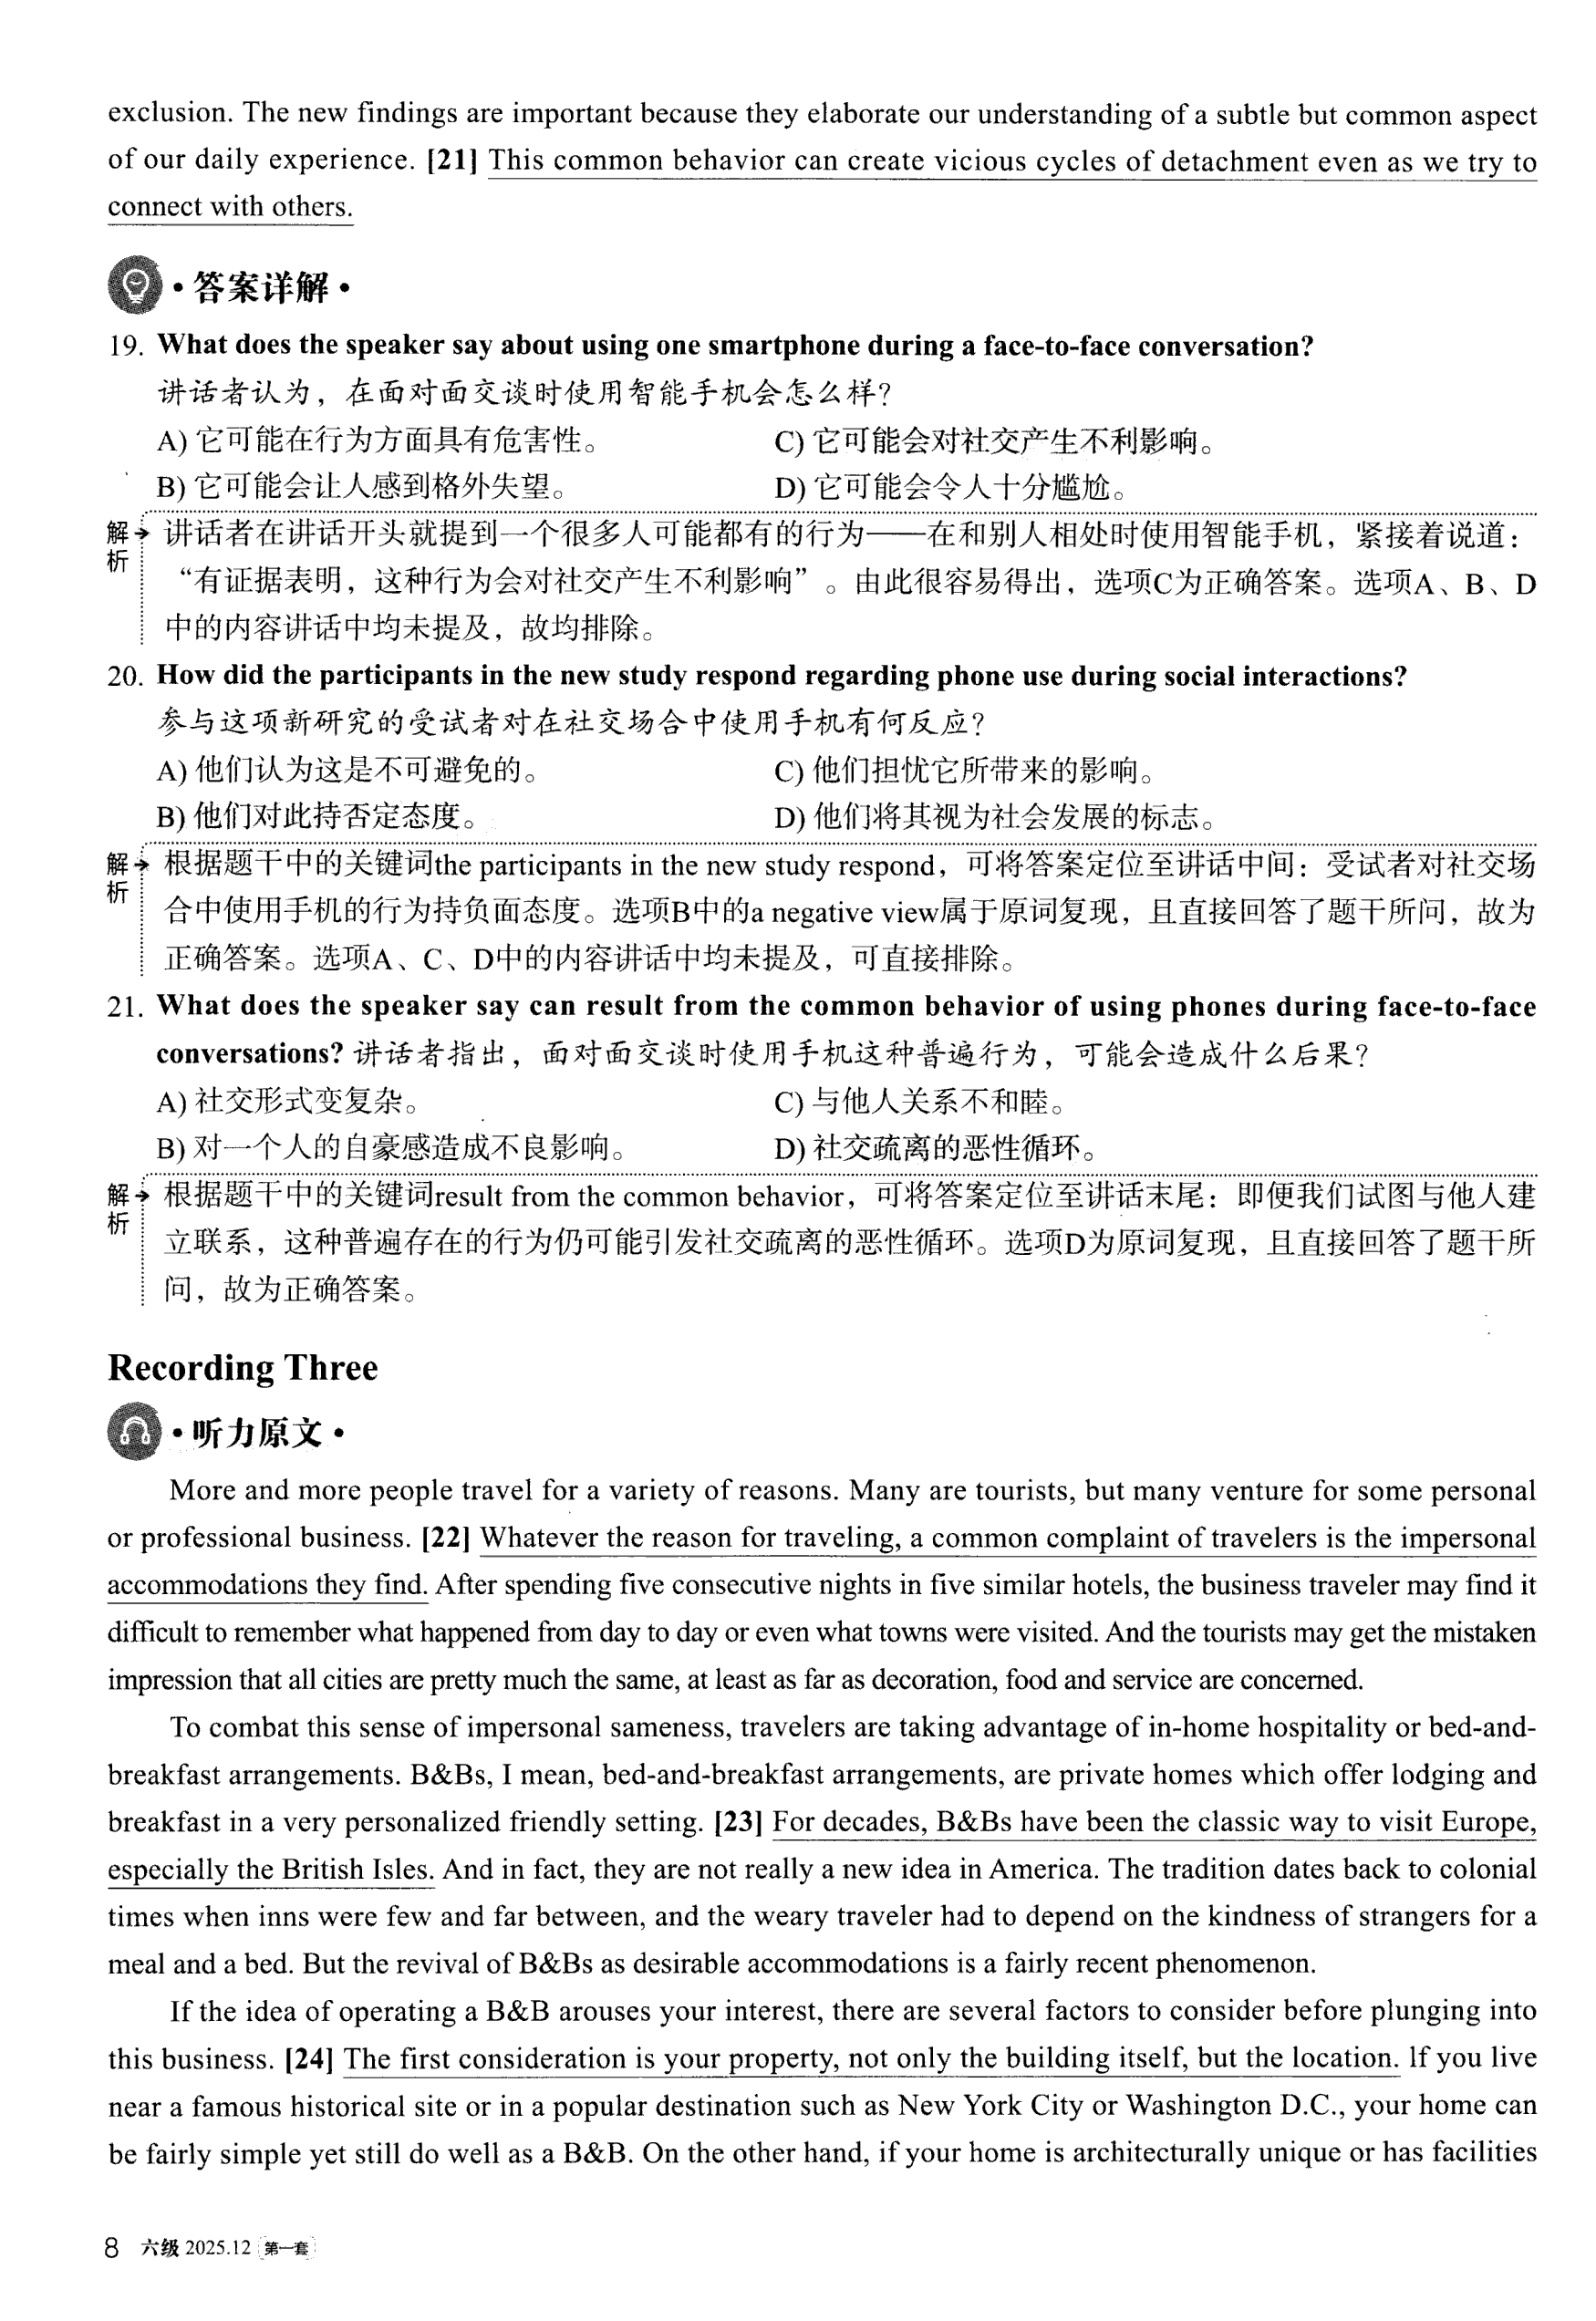 exclusion. The new findings are important because they elaborate our understanding of a subtle but common aspect
of our daily experience. [21] This common behavior can create vicious cycles of detachment even as we try to
connect with others.
·答案详解·
19. What does the speaker say about using one smartphone during a face-to-face conversation?
讲话者认为，在面对面交谈时使用智能手机会怎么样？
A) 它可能在行为方面具有危害性。 C) 它可能会对社交产生不利影响。
B) 它可能会让人感到格外失望。 D) 它可能会令人十分尴尬。
解析 讲话者在讲话开头就提到一个很多人可能都有的行为——在和别人相处时使用智能手机，紧接着说道：
“有证据表明，这种行为会对社交产生不利影响”。由此很容易得出，选项C为正确答案。选项A、B、D
中的内容讲话中均未提及，故均排除。
20. How did the participants in the new study respond regarding phone use during social interactions?
参与这项新研究的受试者对在社交场合中使用手机有何反应？
A) 他们认为这是不可避免的。 C) 他们担忧它所带来的影响。
B) 他们对此持否定态度。 D) 他们将其视为社会发展的标志。
解析 根据题干中的关键词the participants in the new study respond，可将答案定位至讲话中间：受试者对社交场
合中使用手机的行为持负面态度。选项B中的a negative view属于原词复现，且直接回答了题干所问，故为
正确答案。选项A、C、D中的内容讲话中均未提及，可直接排除。
21. What does the speaker say can result from the common behavior of using phones during face-to-face
conversations? 讲话者指出，面对面交谈时使用手机这种普遍行为，可能会造成什么后果？
A) 社交形式变复杂。 C) 与他人关系不和睦。
B) 对一个人的自豪感造成不良影响。 D) 社交疏离的恶性循环。
解析 根据题干中的关键词result from the common behavior，可将答案定位至讲话末尾：即便我们试图与他人建
立联系，这种普遍存在的行为仍可能引发社交疏离的恶性循环。选项D为原词复现，且直接回答了题干所
问，故为正确答案。
Recording Three
·听力原文·
More and more people travel for a variety of reasons. Many are tourists, but many venture for some personal
or professional business. [22] Whatever the reason for traveling, a common complaint of travelers is the impersonal
accommodations they find. After spending five consecutive nights in five similar hotels, the business traveler may find it
difficult to remember what happened from day to day or even what towns were visited. And the tourists may get the mistaken
impression that all cities are pretty much the same, at least as far as decoration, food and service are concerned.
To combat this sense of impersonal sameness, travelers are taking advantage of in-home hospitality or bed-and-
breakfast arrangements. B&Bs, I mean, bed-and-breakfast arrangements, are private homes which offer lodging and
breakfast in a very personalized friendly setting. [23] For decades, B&Bs have been the classic way to visit Europe,
especially the British Isles. And in fact, they are not really a new idea in America. The tradition dates back to colonial
times when inns were few and far between, and the weary traveler had to depend on the kindness of strangers for a
meal and a bed. But the revival of B&Bs as desirable accommodations is a fairly recent phenomenon.
If the idea of operating a B&B arouses your interest, there are several factors to consider before plunging into
this business. [24] The first consideration is your property, not only the building itself, but the location. If you live
near a famous historical site or in a popular destination such as New York City or Washington D.C., your home can
be fairly simple yet still do well as a B&B. On the other hand, if your home is architecturally unique or has facilities
8 六级 2025.12 第一套